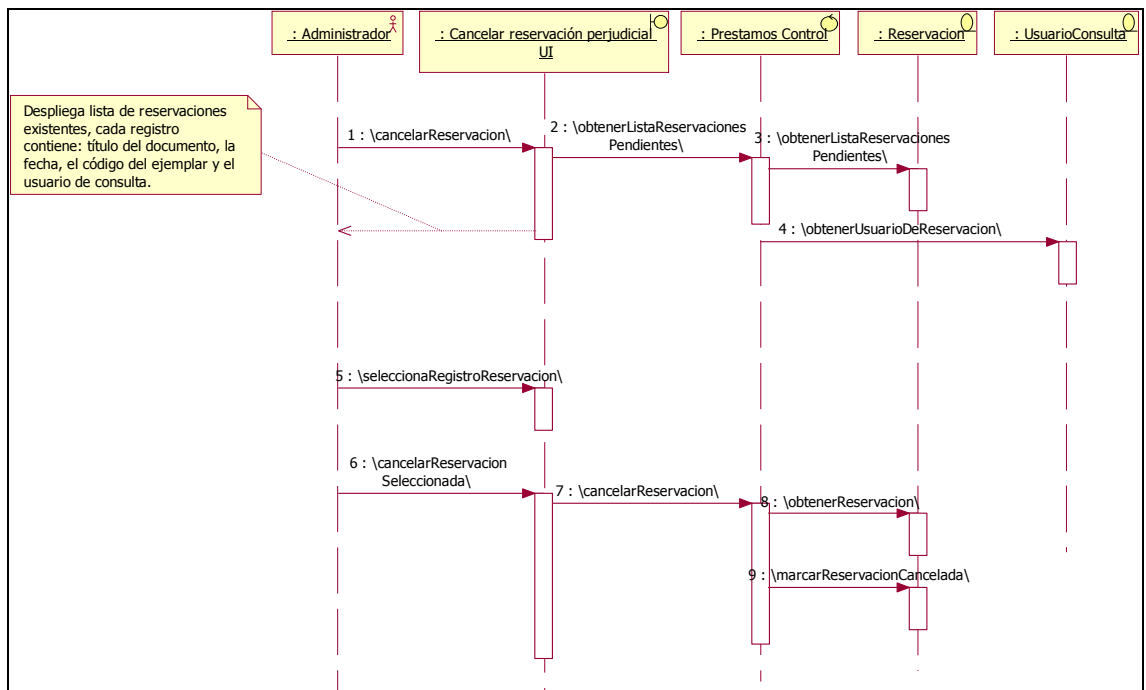 : Administrador
: Cancelar reservación perjudicial
UI
: Prestamos Control
: Reservacion
: UsuarioConsulta
Despliega lista de reservaciones
existentes, cada registro
contiene: título del documento, la
fecha, el código del ejemplar y el
usuario de consulta.
1 : \cancelarReservacion\
2 : \obtenerListaReservaciones
Pendientes\
3 : \obtenerListaReservaciones
Pendientes\
4 : \obtenerUsuarioDeReservacion\
5 : \seleccionaRegistroReservacion\
6 : \cancelarReservacion
Seleccionada\
7 : \cancelarReservacion\
8 : \obtenerReservacion\
9 : \marcarReservacionCancelada\